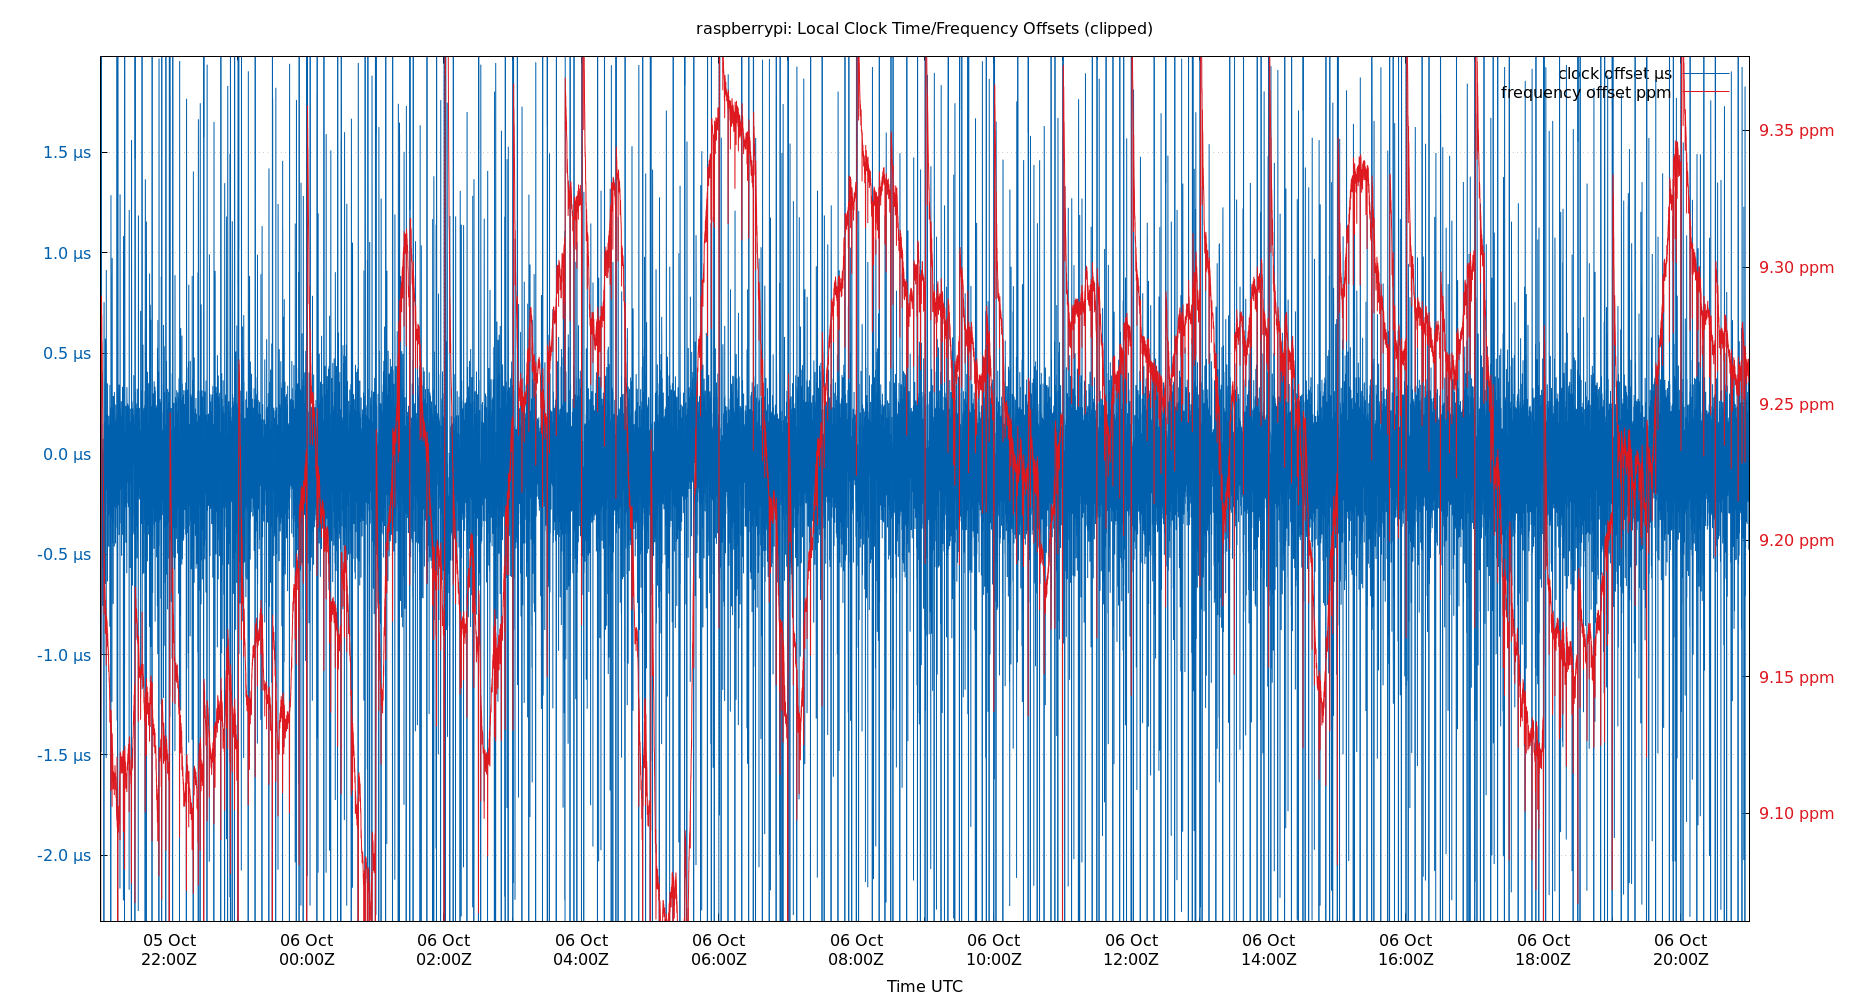 raspberrypi: Local Clock Time/Frequency Offsets (clipped)
clock offset µs
frequency offset ppm
1.5 µs
1.0 µs
0.5 µs
0.0 µs
-0.5 µs
-1.0 µs
-1.5 µs
-2.0 µs
9.35 ppm
9.30 ppm
9.25 ppm
9.20 ppm
9.15 ppm
9.10 ppm
05 Oct
22:00Z
06 Oct
00:00Z
06 Oct
02:00Z
06 Oct
04:00Z
06 Oct
06:00Z
06 Oct
08:00Z
06 Oct
10:00Z
06 Oct
12:00Z
06 Oct
14:00Z
06 Oct
16:00Z
06 Oct
18:00Z
06 Oct
20:00Z
Time UTC